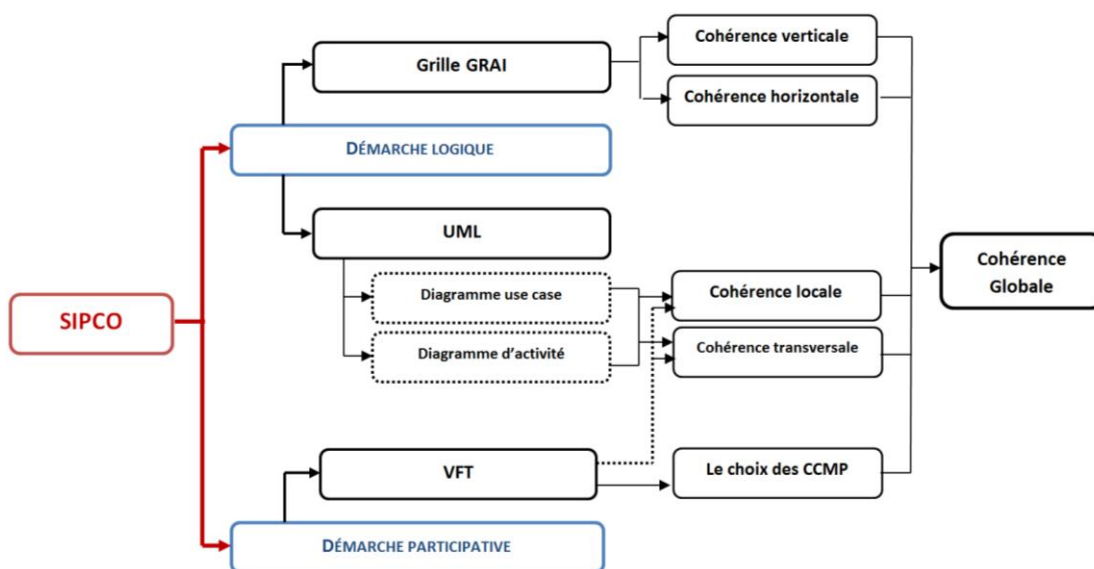 Cohérence verticale
Grille GRAI
Cohérence horizontale
DÉMARCHE LOGIQUE
UML
Cohérence
Globale
Diagramme use case
Cohérence locale
SIPCO
Diagramme d'activité
Cohérence transversale
VFT
Le choix des CCMP
DÉMARCHE PARTICIPATIVE